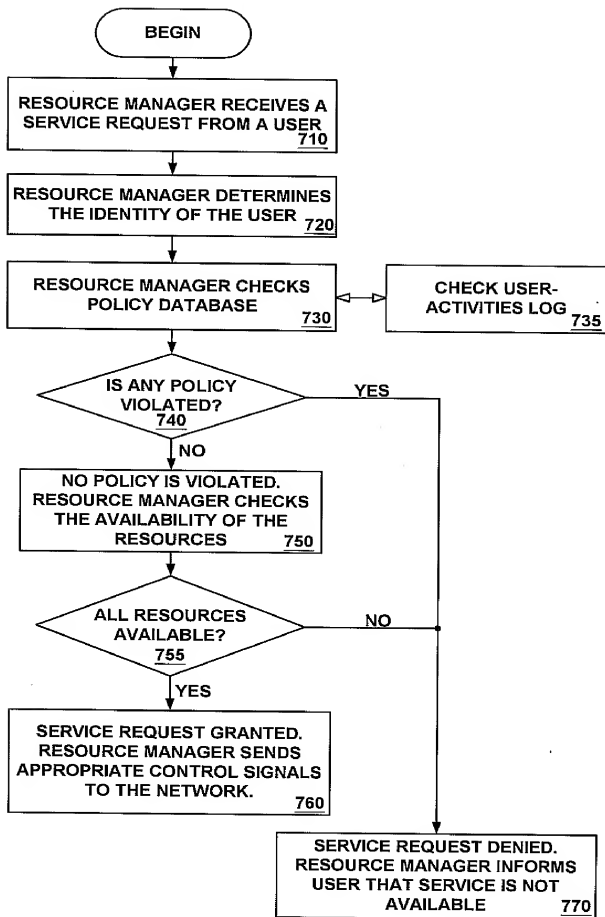 BEGIN
RESOURCE MANAGER RECEIVES A
SERVICE REQUEST FROM A USER
710
RESOURCE MANAGER DETERMINES
THE IDENTITY OF THE USER
720
RESOURCE MANAGER CHECKS
POLICY DATABASE
730
CHECK USER-
ACTIVITIES LOG
735
IS ANY POLICY
VIOLATED?
740
YES
NO
NO POLICY IS VIOLATED.
RESOURCE MANAGER CHECKS
THE AVAILABILITY OF THE
RESOURCES
750
ALL RESOURCES
AVAILABLE?
755
NO
YES
SERVICE REQUEST GRANTED.
RESOURCE MANAGER SENDS
APPROPRIATE CONTROL SIGNALS
TO THE NETWORK.
760
SERVICE REQUEST DENIED.
RESOURCE MANAGER INFORMS
USER THAT SERVICE IS NOT
AVAILABLE
770